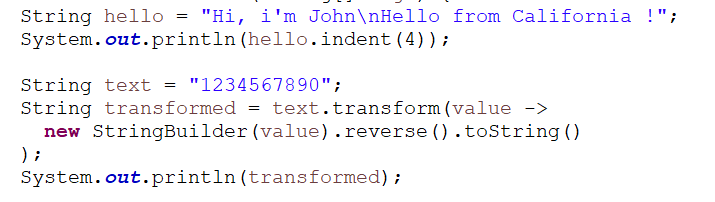 String hello = "Hi, i'm John\nHello from California !";
System.out.println(hello.indent(4));
String text = "1234567890";
String transformed = text.transform(value ->
new StringBuilder(value).reverse().toString()
);
System.out.println(transformed);